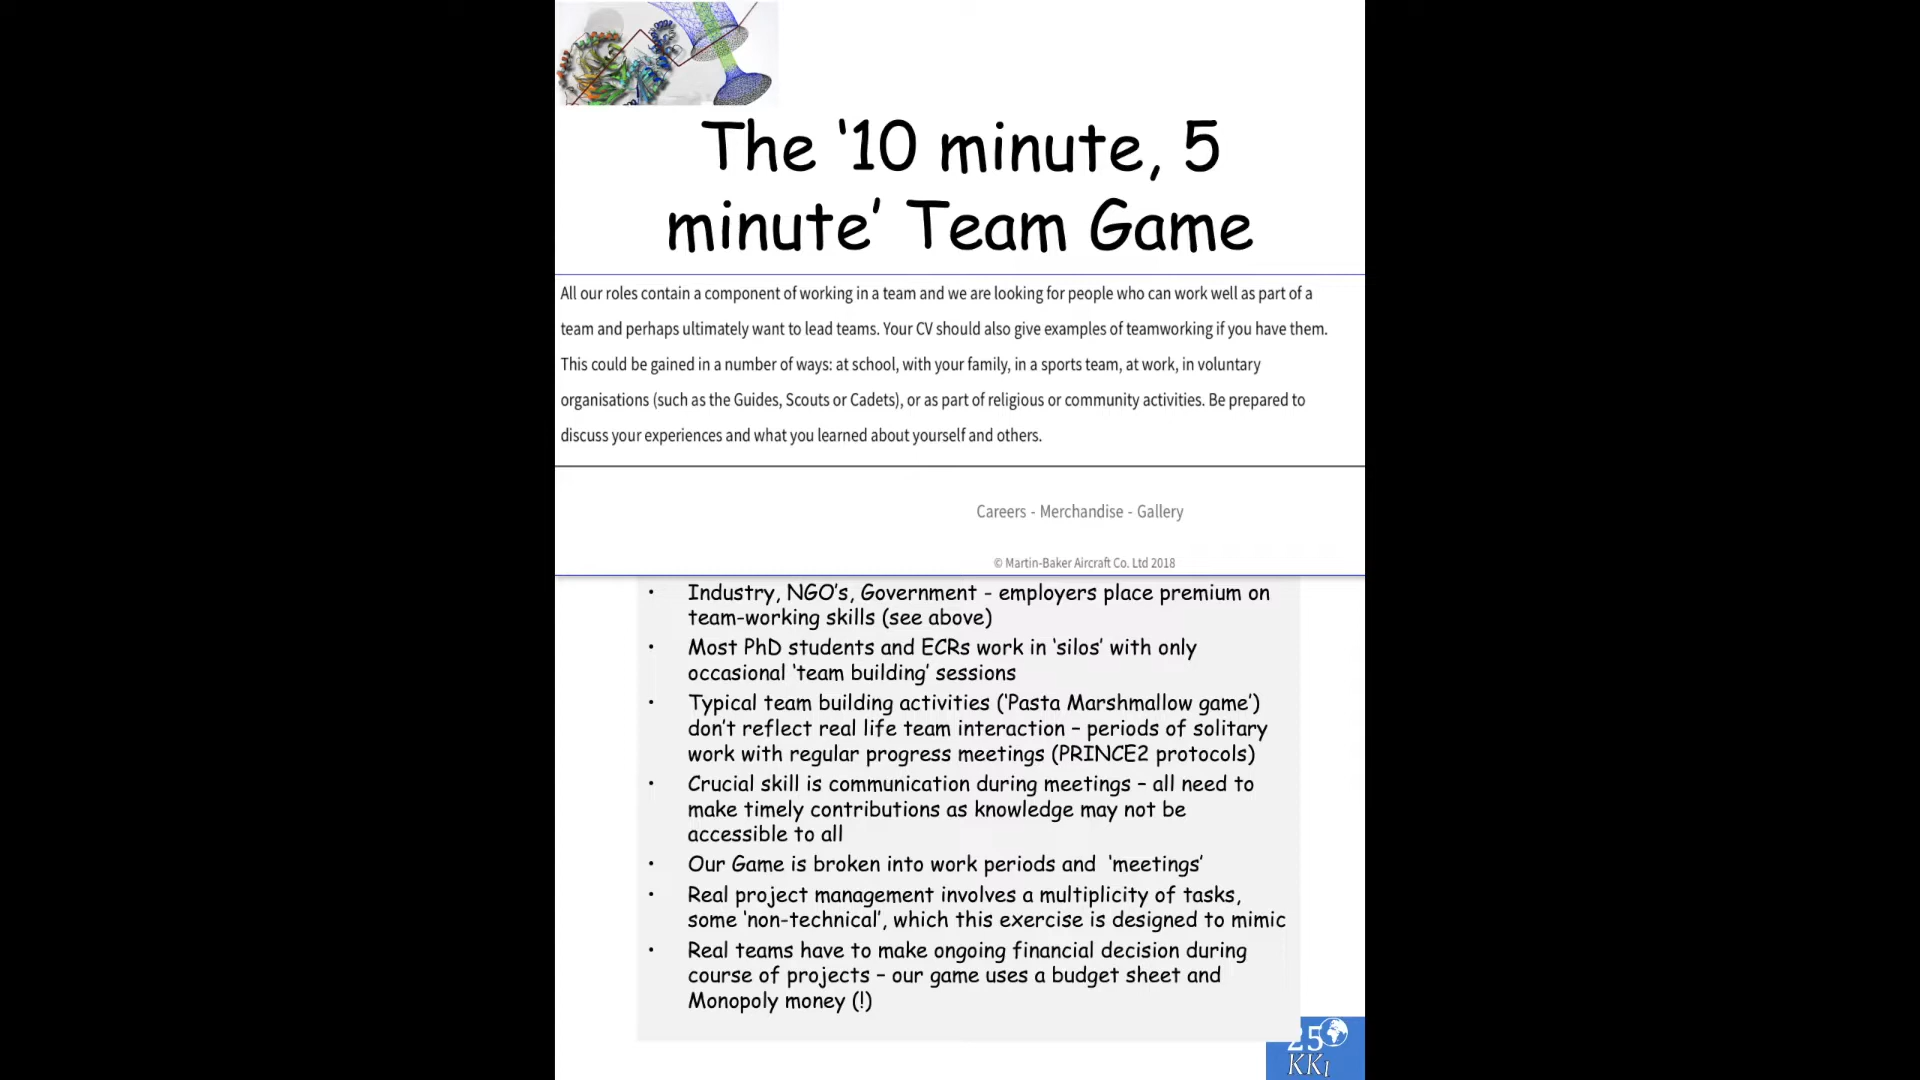 The ‘10 minute, 5
minute’ Team Game
All our roles contain a component of working in a team and we are looking for people who can work well as part of a
team and perhaps ultimately want to lead teams. Your CV should also give examples of teamworking if you have them.
This could be gained in a number of ways: at school, with your family, in a sports team, at work, in voluntary
organisations (such as the Guides, Scouts or Cadets), or as part of religious or community activities. Be prepared to
discuss your experiences and what you learned about yourself and others.
Careers - Merchandise - Gallery
© Martin-Baker Aircraft Co. Ltd 2018
• Industry, NGO’s, Government - employers place premium on
team-working skills (see above)
• Most PhD students and ECRs work in ‘silos’ with only
occasional ‘team building’ sessions
• Typical team building activities (‘Pasta Marshmallow game’)
don’t reflect real life team interaction – periods of solitary
work with regular progress meetings (PRINCE2 protocols)
• Crucial skill is communication during meetings – all need to
make timely contributions as knowledge may not be
accessible to all
• Our Game is broken into work periods and ‘meetings’
• Real project management involves a multiplicity of tasks,
some ‘non-technical’, which this exercise is designed to mimic
• Real teams have to make ongoing financial decision during
course of projects – our game uses a budget sheet and
Monopoly money (!)
25